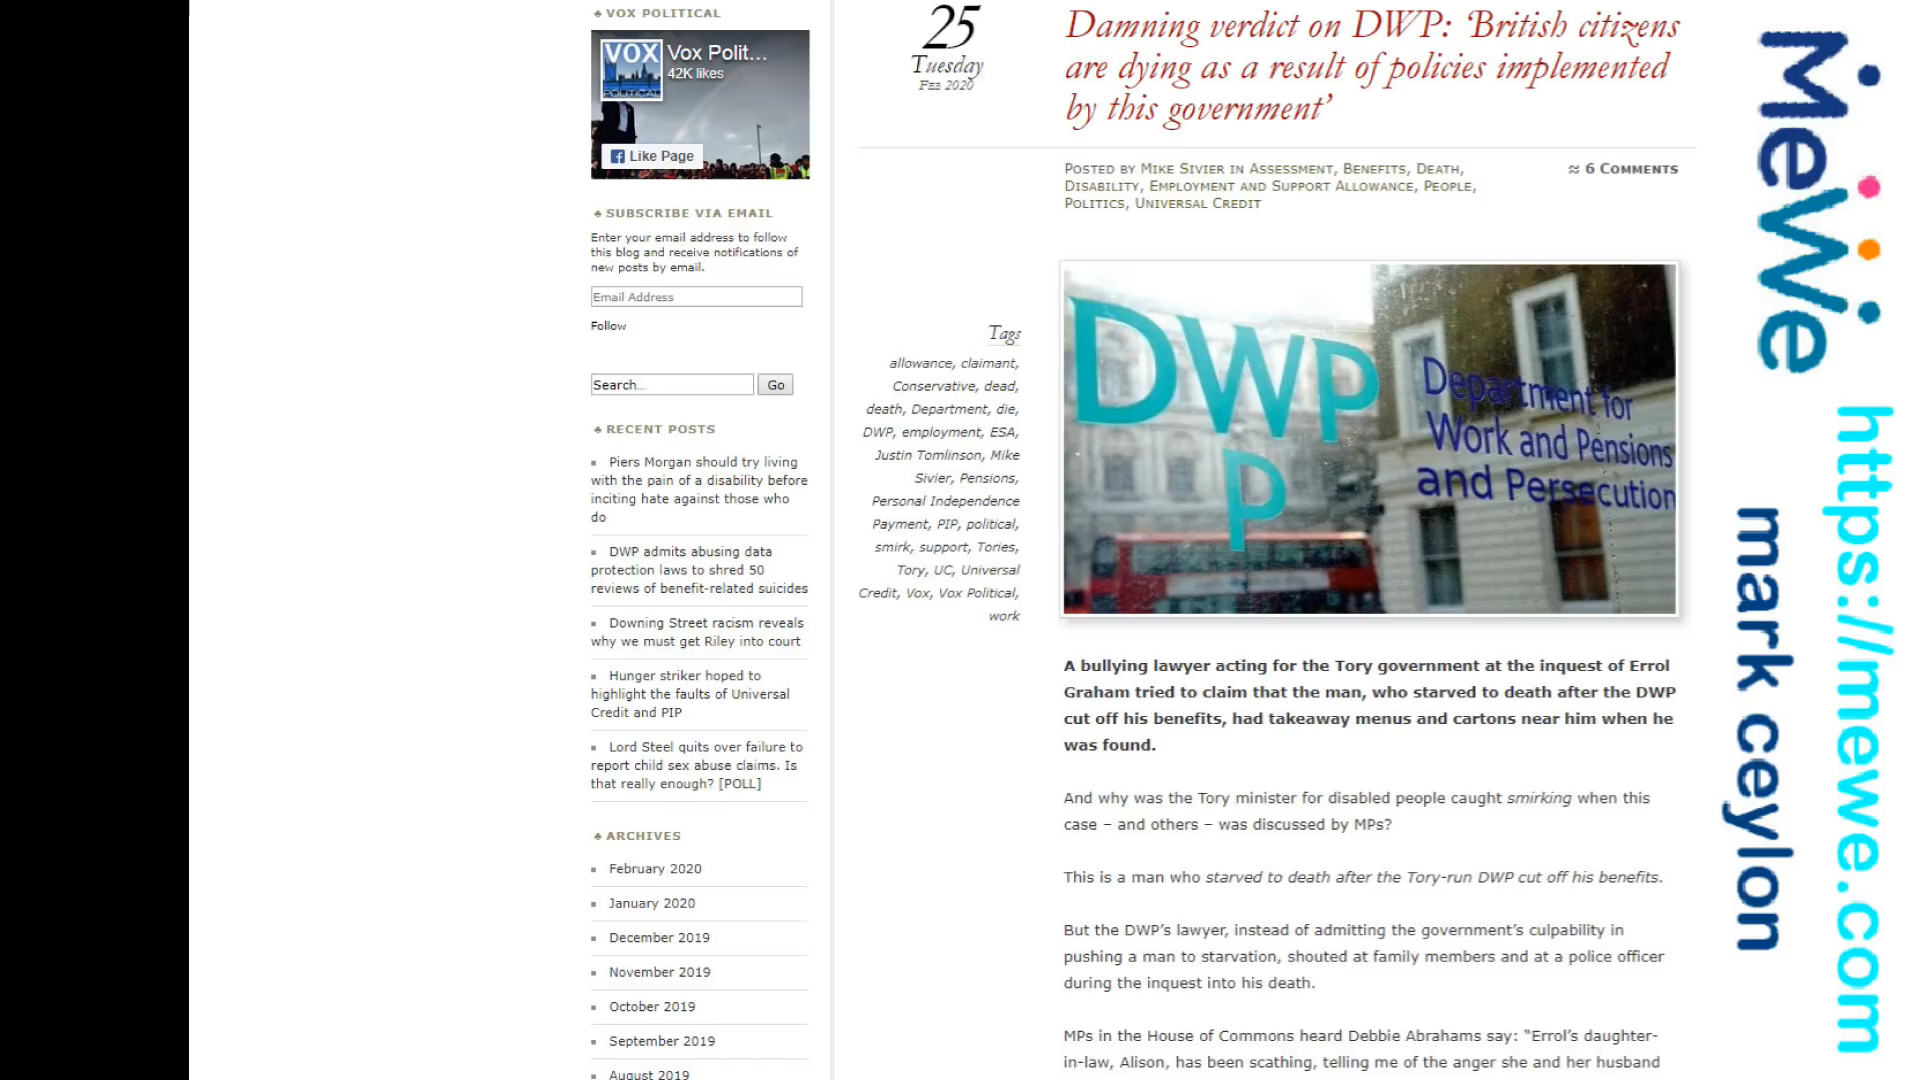 ♣ VOX POLITICAL
VOX
POLITICAL
Vox Polit...
42K likes
Like Page
♣ SUBSCRIBE VIA EMAIL
Enter your email address to follow
this blog and receive notifications of
new posts by email.
Email Address
Follow
Search...
Go
♣ RECENT POSTS
Piers Morgan should try living
with the pain of a disability before
inciting hate against those who
do
DWP admits abusing data
protection laws to shred 50
reviews of benefit-related suicides
Downing Street racism reveals
why we must get Riley into court
Hunger striker hoped to
highlight the faults of Universal
Credit and PIP
Lord Steel quits over failure to
report child sex abuse claims. Is
that really enough? [POLL]
♣ ARCHIVES
February 2020
January 2020
December 2019
November 2019
October 2019
September 2019
August 2019
25
Tuesday
FEB 2020
Tags
allowance, claimant,
Conservative, dead,
death, Department, die,
DWP, employment, ESA,
Justin Tomlinson, Mike
Sivier, Pensions,
Personal Independence
Payment, PIP, political,
smirk, support, Tories,
Tory, UC, Universal
Credit, Vox, Vox Political,
work
Damning verdict on DWP: ‘British citizens
are dying as a result of policies implemented
by this government’
POSTED BY MIKE SIVIER IN ASSESSMENT, BENEFITS, DEATH,
DISABILITY, EMPLOYMENT AND SUPPORT ALLOWANCE, PEOPLE,
POLITICS, UNIVERSAL CREDIT
≈ 6 COMMENTS
DWP
P
Department for
Work and Pensions
and Persecution
A bullying lawyer acting for the Tory government at the inquest of Errol
Graham tried to claim that the man, who starved to death after the DWP
cut off his benefits, had takeaway menus and cartons near him when he
was found.
And why was the Tory minister for disabled people caught smirking when this
case – and others – was discussed by MPs?
This is a man who starved to death after the Tory-run DWP cut off his benefits.
But the DWP’s lawyer, instead of admitting the government’s culpability in
pushing a man to starvation, shouted at family members and at a police officer
during the inquest into his death.
MPs in the House of Commons heard Debbie Abrahams say: “Errol’s daughter-
in-law, Alison, has been scathing, telling me of the anger she and her husband
MeWe
mark ceylon
https://mewe.com